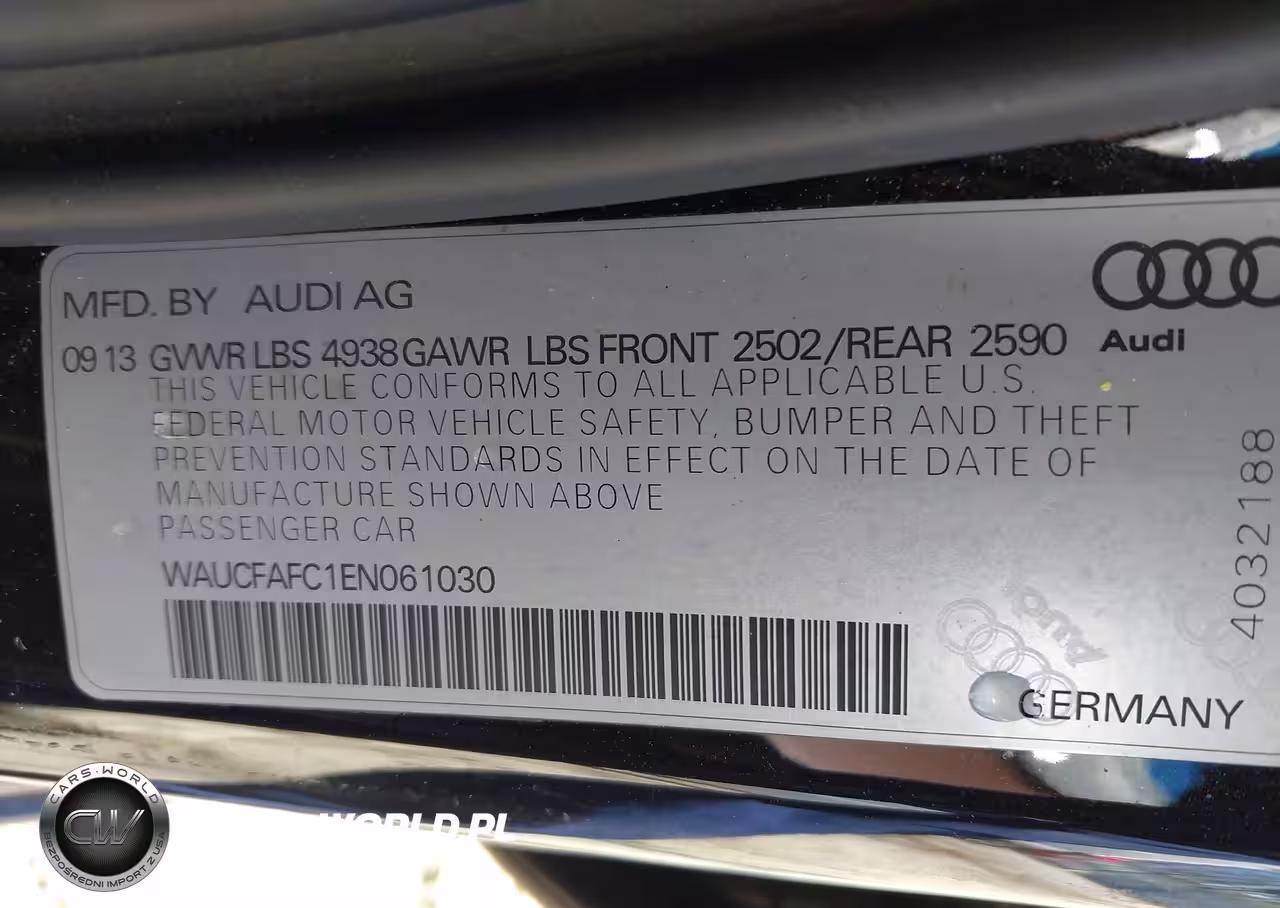 MFD. BY AUDI AG
Audi
09 13 GVWR LBS 4938 GAWR LBS FRONT 2502/REAR 2590
THIS VEHICLE CONFORMS TO ALL APPLICABLE U.S.
FEDERAL MOTOR VEHICLE SAFETY, BUMPER AND THEFT
PREVENTION STANDARDS IN EFFECT ON THE DATE OF
MANUFACTURE SHOWN ABOVE
PASSENGER CAR
WAUCFAFC1EN061030
4032188
Audi
GERMANY
CARS-WORLD
CW
BEZPOŚREDNI IMPORT Z USA
WORLD.PL